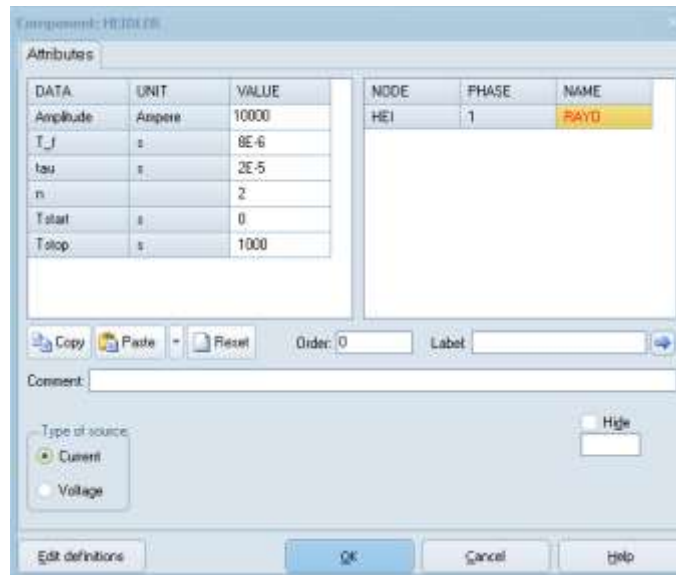 Component: HEIDLER
Attributes
DATA UNIT VALUE NODE PHASE NAME
Amplitude Ampere 10000 HEI 1 RAYO
T_f s 8E-6
tau s 2E-5
n 2
Tstart s 0
Tstop s 1000
Copy Paste Reset Order: 0 Label:
Comment:
Type of source Hide
Current
Voltage
Edit definitions OK Cancel Help